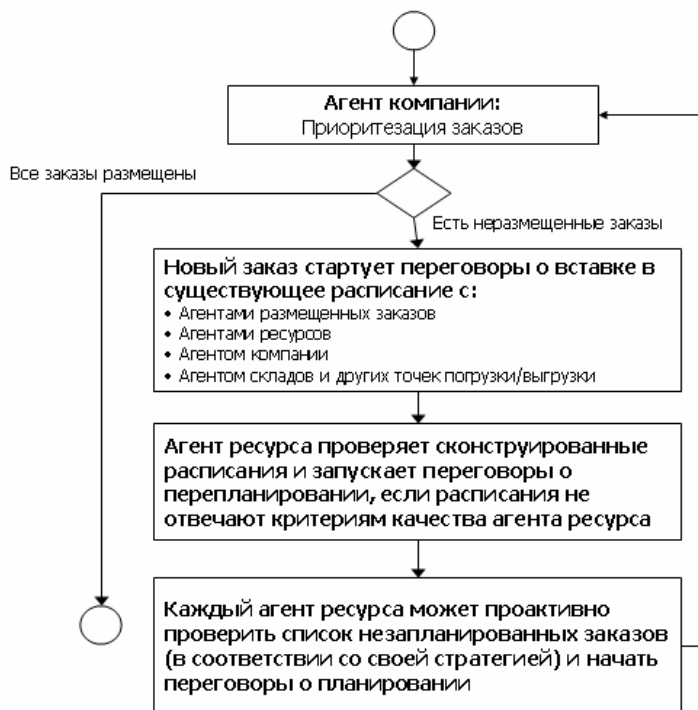 Агент компании:
Приоритезация заказов
Все заказы размещены
Есть неразмещенные заказы
Новый заказ стартует переговоры о вставке в
существующее расписание с:
• Агентами размещенных заказов
• Агентами ресурсов
• Агентом компании
• Агентом складов и других точек погрузки/выгрузки
Агент ресурса проверяет сконструированные
расписания и запускает переговоры о
перепланировании, если расписания не
отвечают критериям качества агента ресурса
Каждый агент ресурса может проактивно
проверить список незапланированных заказов
(в соответствии со своей стратегией) и начать
переговоры о планировании